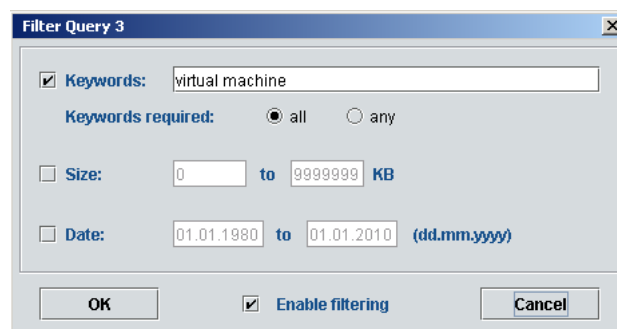 Filter Query 3
Keywords: virtual machine
Keywords required: all any
Size: 0 to 9999999 KB
Date: 01.01.1980 to 01.01.2010 (dd.mm.yyyy)
OK Enable filtering Cancel